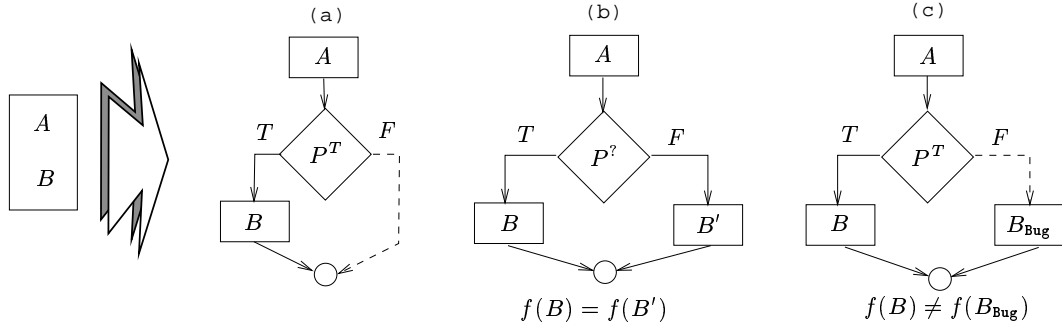 (a) (b) (c)
A A A
A
T F T F T F
P^T P^? P^T
B
B B B' B B_Bug
f(B) = f(B') f(B) ≠ f(B_Bug)